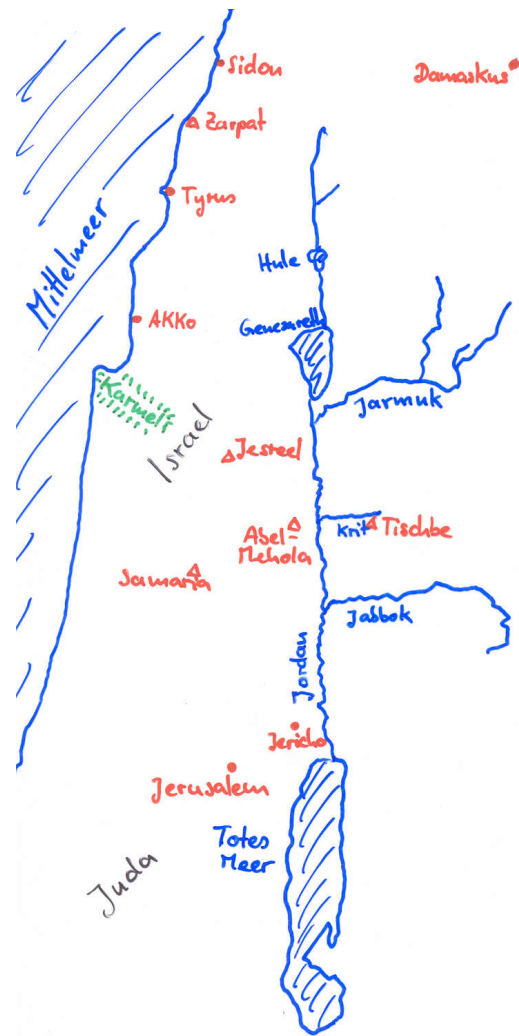 Sidon
Damaskus
Zarpat
Tyrus
Mittelmeer
Hule
AKKo
Genesareth
Karmel
Jarmuk
Israel
Jesreel
Abel-
Mehola
Krit
Tischbe
Samaria
Jabbok
Jordan
Jericho
Jerusalem
Totes
Meer
Juda